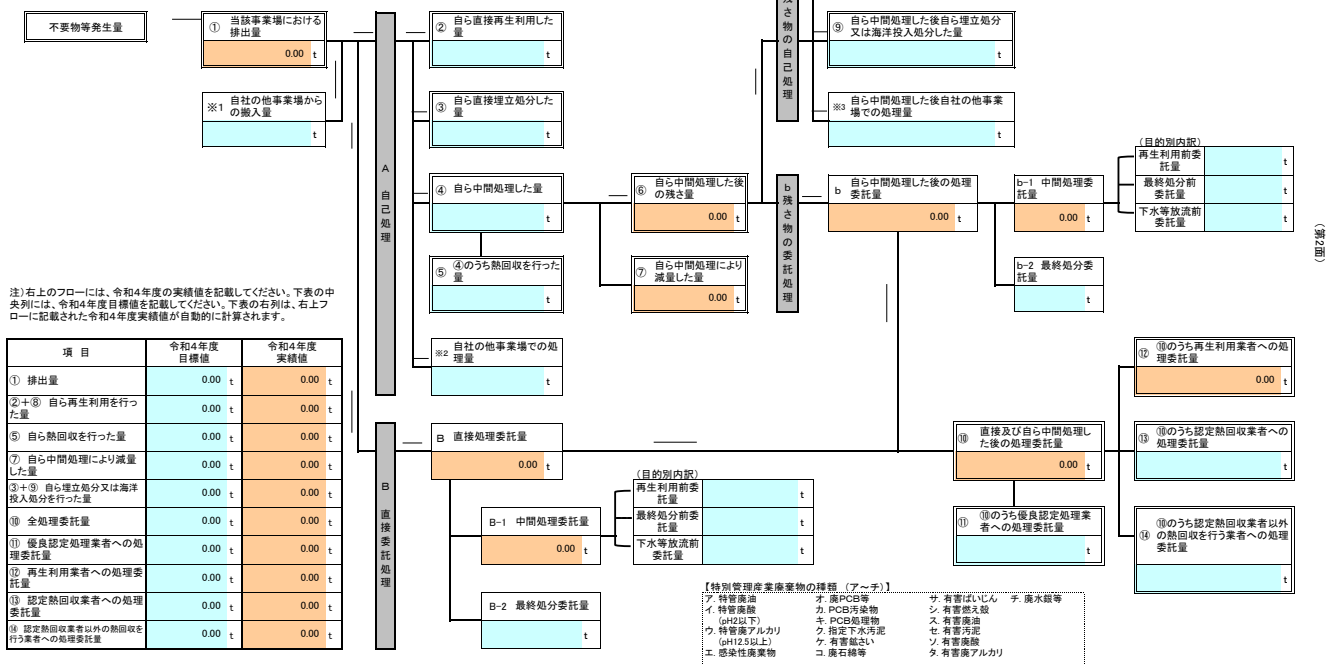 不要物等発生量
① 当該事業場における
排出量
0.00 t
※1 自社の他事業場から
の搬入量
t
A 自己処理
② 自ら直接再生利用した
量
t
③ 自ら直接埋立処分した
量
t
④ 自ら中間処理した量
t
⑤ ④のうち熱回収を行った
量
t
※2 自社の他事業場での処
理量
t
⑥ 自ら中間処理した後
の残さ量
0.00 t
⑦ 自ら中間処理により
減量した量
0.00 t
さ物の自己処理
⑨ 自ら中間処理した後自ら埋立処分
又は海洋投入処分した量
t
※3 自ら中間処理した後自社の他事業
場での処理量
t
b 残さ物の委託処理
b 自ら中間処理した後の処理
委託量
0.00 t
b-1 中間処理委
託量
0.00 t
b-2 最終処分委
託量
t
(目的別内訳)
再生利用前委
託量
t
最終処分前
委託量
t
下水等放流前
委託量
t
(第2面)
注)右上のフローには、令和4年度の実績値を記載してください。下表の中
央列には、令和4年度目標値を記載してください。下表の右列は、右上フ
ローに記載された令和4年度実績値が自動的に計算されます。
項 目 令和4年度
目標値 令和4年度
実績値
① 排出量 0.00 t 0.00 t
②+⑧ 自ら再生利用を行っ
た量 0.00 t 0.00 t
⑤ 自ら熱回収を行った量 0.00 t 0.00 t
⑦ 自ら中間処理により減量
した量 0.00 t 0.00 t
③+⑨ 自ら埋立処分又は海洋
投入処分を行った量 0.00 t 0.00 t
⑩ 全処理委託量 0.00 t 0.00 t
⑪ 優良認定処理業者への処
理委託量 0.00 t 0.00 t
⑫ 再生利用業者への処理委
託量 0.00 t 0.00 t
⑬ 認定熱回収業者への処理
委託量 0.00 t 0.00 t
⑭ 認定熱回収業者以外の熱回収を
行う業者への処理委託量 0.00 t 0.00 t
B 直接委託処理
B 直接処理委託量
0.00 t
B-1 中間処理委託量
0.00 t
B-2 最終処分委託量
t
(目的別内訳)
再生利用前委
託量
t
最終処分前委
託量
t
下水等放流前
委託量
t
⑩ 直接及び自ら中間処理し
た後の処理委託量
0.00 t
⑪ ⑩のうち優良認定処理業
者への処理委託量
t
⑫ ⑩のうち再生利用業者への処
理委託量
0.00 t
⑬ ⑩のうち認定熱回収業者への
処理委託量
t
⑭ ⑩のうち認定熱回収業者以外
の熱回収を行う業者への処理
委託量
t
【特別管理産業廃棄物の種類 (ア~チ)】
ア. 特管廃油 オ. 廃PCB等 サ. 有害ばいじん チ. 廃水銀等
イ. 特管廃酸 カ. PCB汚染物 シ. 有害燃え殻
(pH2以下) キ. PCB処理物 ス. 有害廃油
ウ. 特管廃アルカリ ク. 指定下水汚泥 セ. 有害汚泥
(pH12.5以上) ケ. 有害鉱さい ソ. 有害廃酸
エ. 感染性廃棄物 コ. 廃石綿等 タ. 有害廃アルカリ